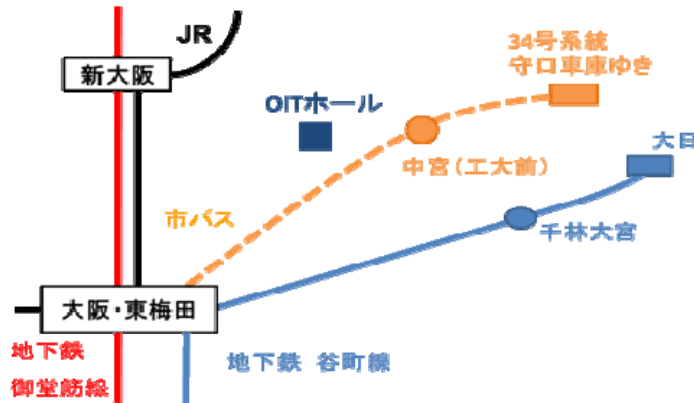 JR
新大阪
34号系統
守口車庫ゆき
OITホール
大日
中宮(工大前)
市バス
千林大宮
大阪・東梅田
地下鉄
御堂筋線
地下鉄 谷町線